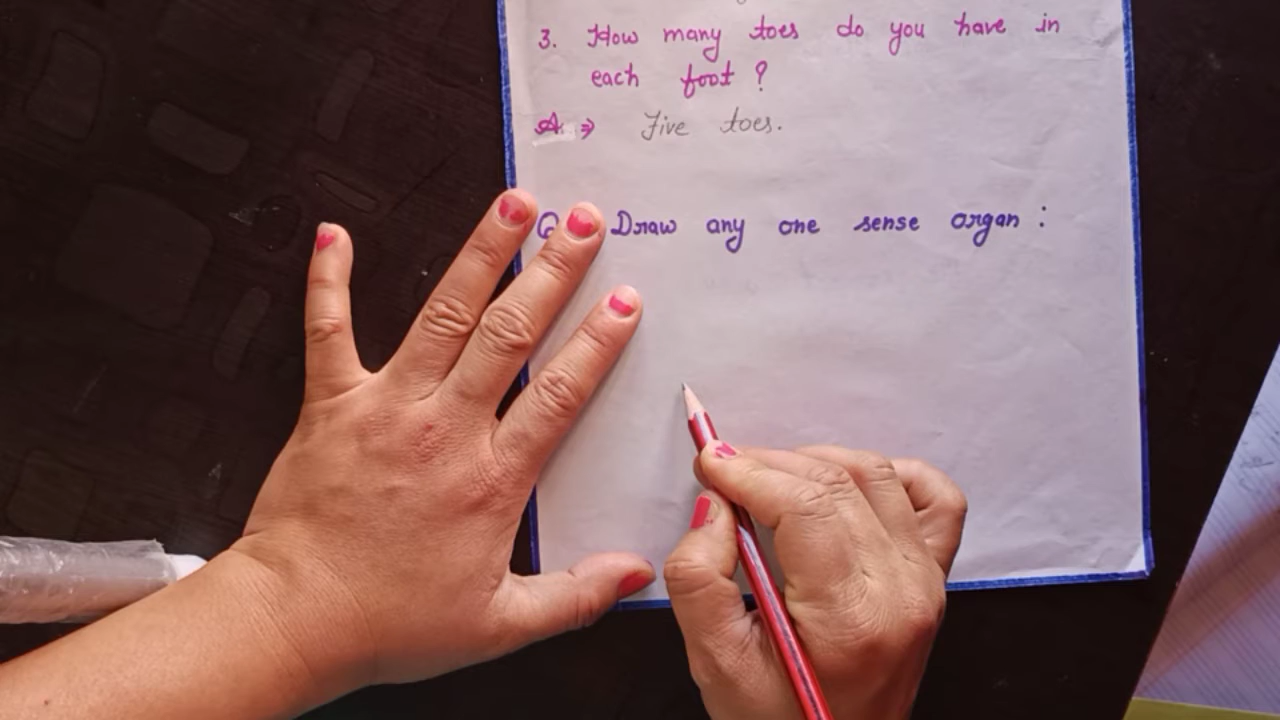 3. How many toes do you have in
each foot ?
A. ⇒ Five toes.
Q Draw any one sense organ :